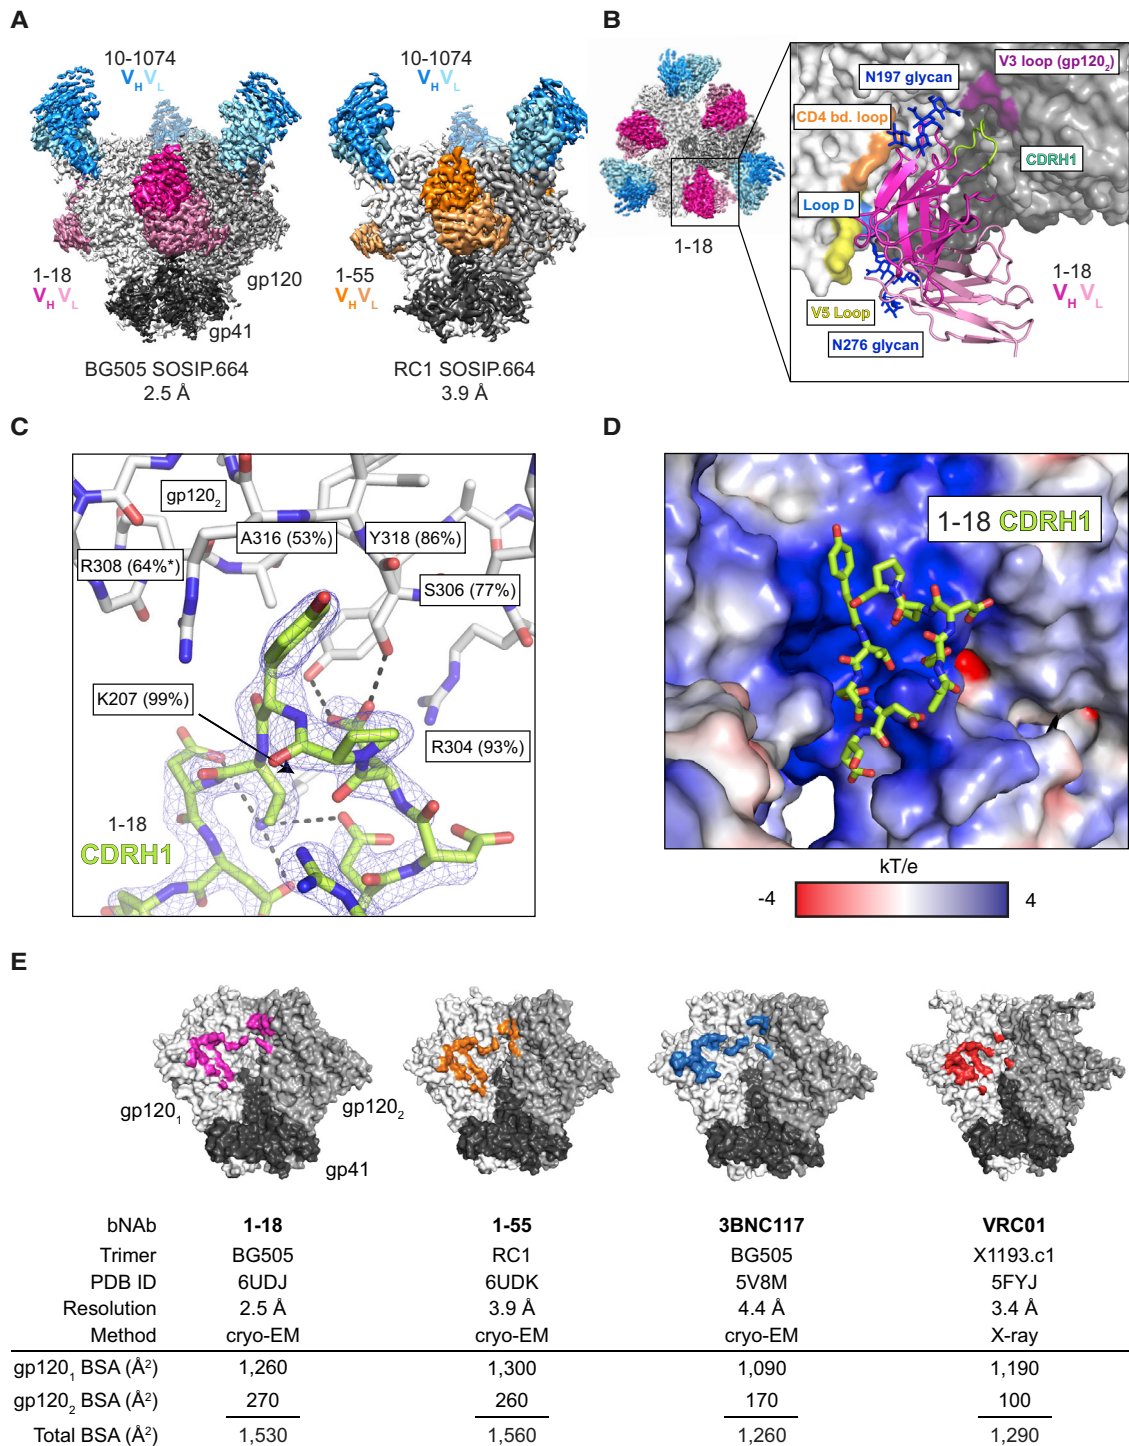 A
10-1074
VH VL
10-1074
VH VL
1-18
VH VL
gp120
gp41
1-55
VH VL
BG505 SOSIP.664
2.5 Å
RC1 SOSIP.664
3.9 Å
B
1-18
N197 glycan
V3 loop (gp120₂)
CD4 bd. loop
CDRH1
Loop D
1-18
VH VL
V5 Loop
N276 glycan
C
gp120₂
A316 (53%)
Y318 (86%)
R308 (64%*)
S306 (77%)
K207 (99%)
R304 (93%)
1-18
CDRH1
D
1-18 CDRH1
kT/e
-4
4
E
gp120₁
gp120₂
gp41
bNAb 1-18 1-55 3BNC117 VRC01
Trimer BG505 RC1 BG505 X1193.c1
PDB ID 6UDJ 6UDK 5V8M 5FYJ
Resolution 2.5 Å 3.9 Å 4.4 Å 3.4 Å
Method cryo-EM cryo-EM cryo-EM X-ray
gp120₁ BSA (Å²) 1,260 1,300 1,090 1,190
gp120₂ BSA (Å²) 270 260 170 100
Total BSA (Å²) 1,530 1,560 1,260 1,290